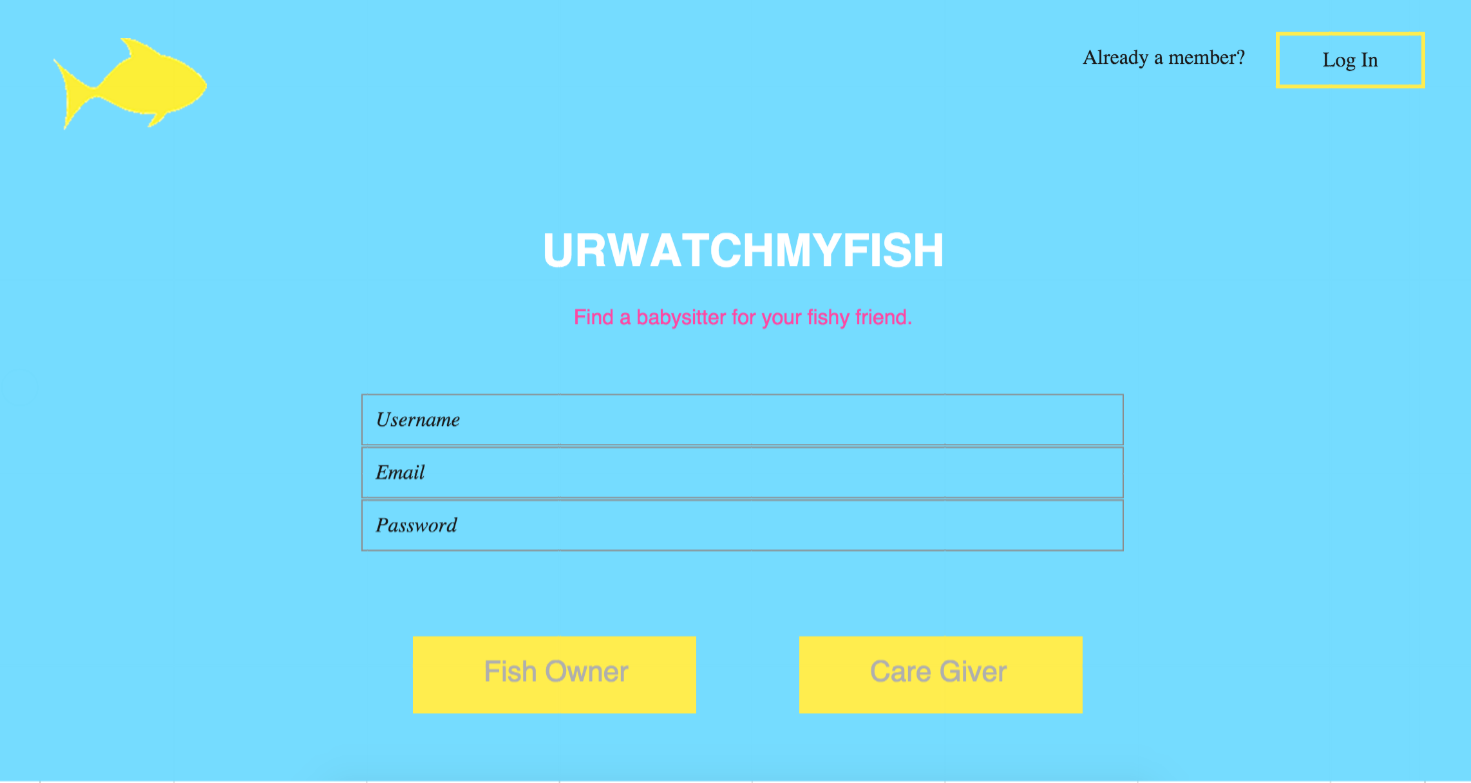 Already a member?
Log In
URWATCHMYFISH
Find a babysitter for your fishy friend.
Username
Email
Password
Fish Owner
Care Giver